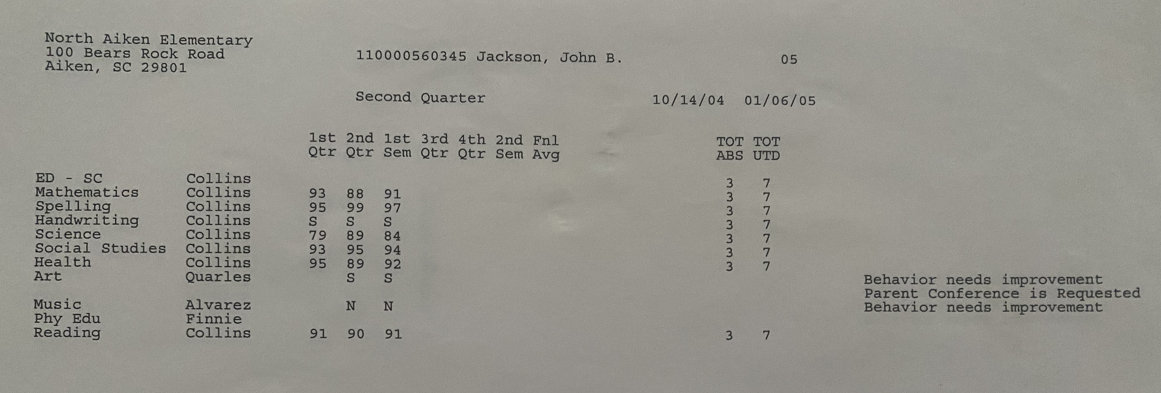 North Aiken Elementary
100 Bears Rock Road
Aiken, SC 29801
110000560345 Jackson, John B. 05
Second Quarter 10/14/04 01/06/05
1st 2nd 1st 3rd 4th 2nd Fnl TOT TOT
Qtr Qtr Sem Qtr Qtr Sem Avg ABS UTD
ED - SC Collins 3 7
Mathematics Collins 93 88 91 3 7
Spelling Collins 95 99 97 3 7
Handwriting Collins S S S 3 7
Science Collins 79 89 84 3 7
Social Studies Collins 93 95 94 3 7
Health Collins 95 89 92 3 7
Art Quarles S S Behavior needs improvement
Parent Conference is Requested
Music Alvarez N N Behavior needs improvement
Phy Edu Finnie
Reading Collins 91 90 91 3 7